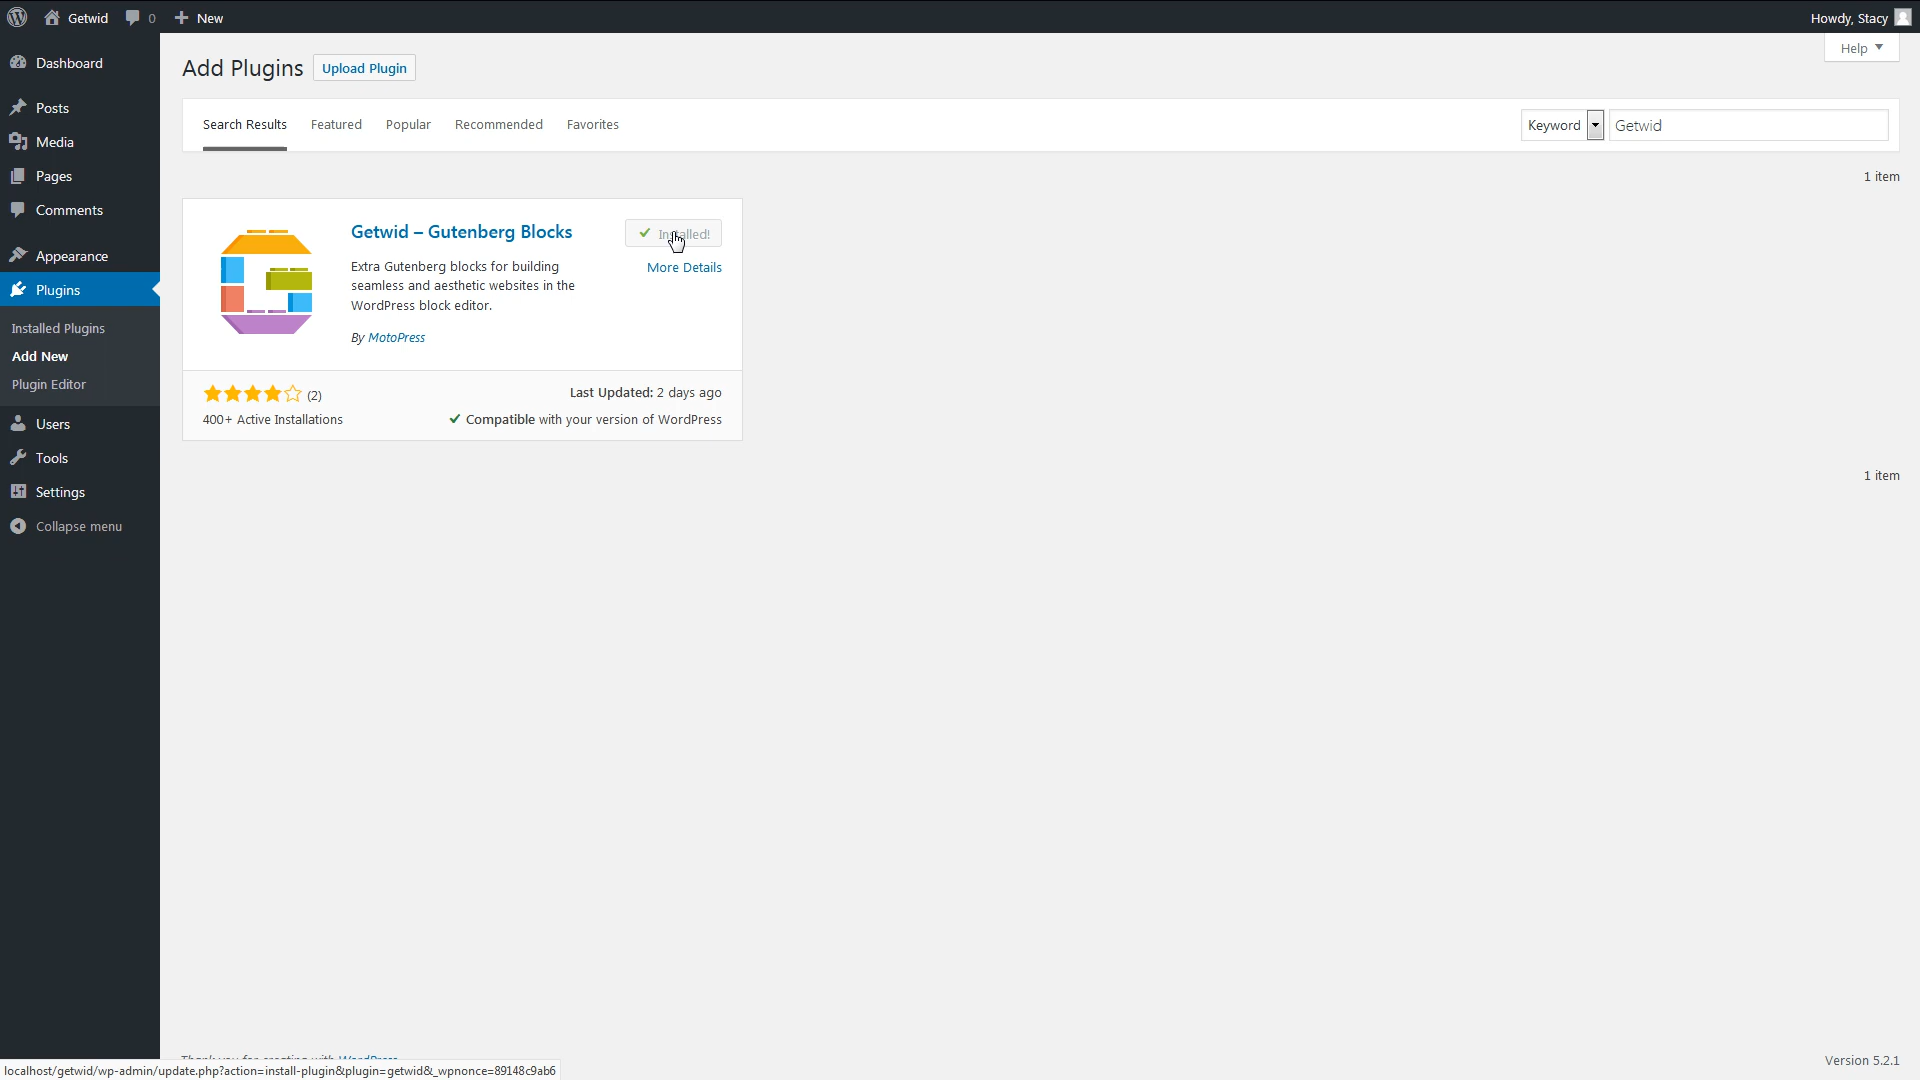 Getwid
0
New
Howdy, Stacy
Help
Dashboard
Posts
Media
Pages
Comments
Appearance
Plugins
Installed Plugins
Add New
Plugin Editor
Users
Tools
Settings
Collapse menu
Add Plugins
Upload Plugin
Search Results
Featured
Popular
Recommended
Favorites
Keyword
Getwid
1 item
Getwid – Gutenberg Blocks
Installed!
More Details
Extra Gutenberg blocks for building
seamless and aesthetic websites in the
WordPress block editor.
By MotoPress
(2)
Last Updated: 2 days ago
400+ Active Installations
Compatible with your version of WordPress
1 item
Thank you for creating with WordPress
Version 5.2.1
localhost/getwid/wp-admin/update.php?action=install-plugin&plugin=getwid&_wpnonce=89148c9ab6